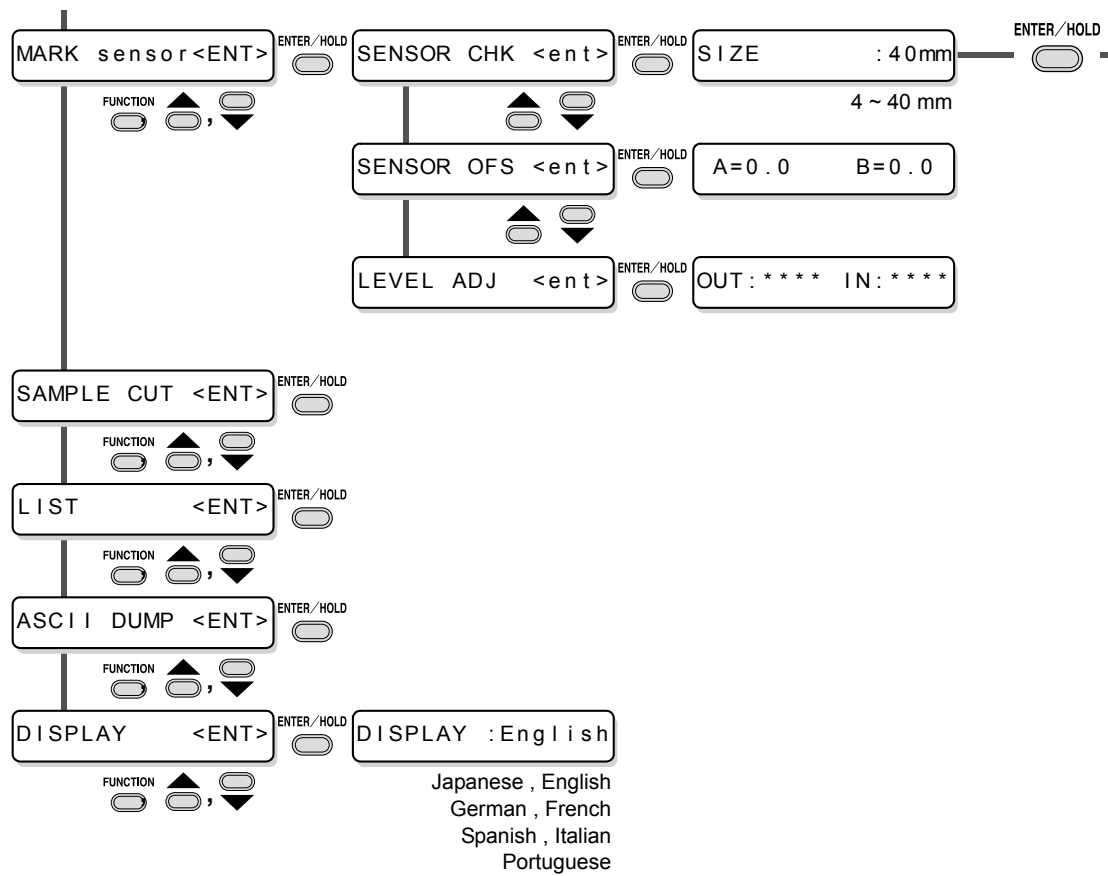 ENTER/HOLD
MARK sensor<ENT>
ENTER/HOLD
SENSOR CHK <ent>
ENTER/HOLD
SIZE :40mm
FUNCTION
, ,
4 ~ 40 mm
SENSOR OFS <ent>
ENTER/HOLD
A=0.0 B=0.0
LEVEL ADJ <ent>
ENTER/HOLD
OUT:**** IN:****
SAMPLE CUT <ENT>
ENTER/HOLD
FUNCTION
, ,
LIST <ENT>
ENTER/HOLD
FUNCTION
, ,
ASCII DUMP <ENT>
ENTER/HOLD
FUNCTION
, ,
DISPLAY <ENT>
ENTER/HOLD
DISPLAY :English
FUNCTION
, ,
Japanese , English
German , French
Spanish , Italian
Portuguese